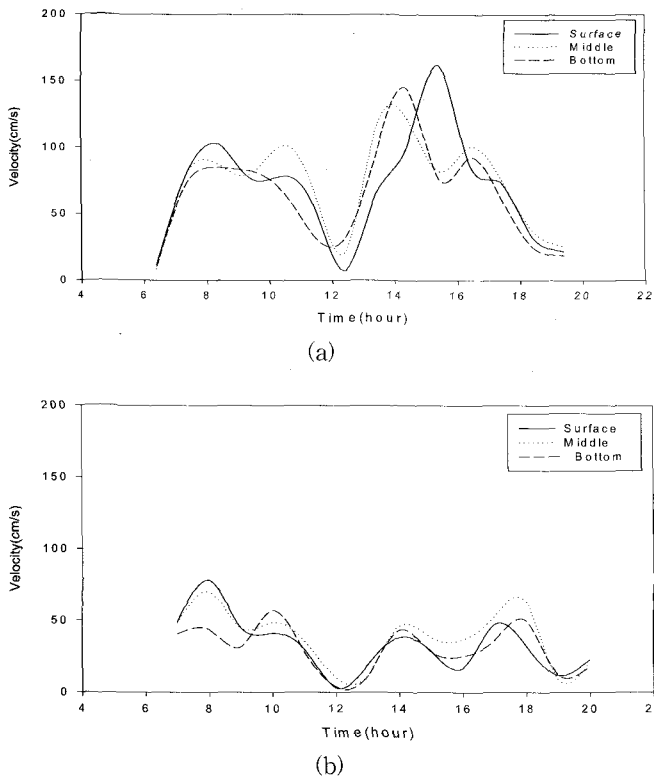 200
150
100
50
0
Velocity(cm/s)
Surface
Middle
Bottom
4 6 8 10 12 14 16 18 20 22
Time(hour)
(a)
200
150
100
50
0
Velocity(cm/s)
Surface
Middle
Bottom
4 6 8 10 12 14 16 18 20 2
Time(hour)
(b)